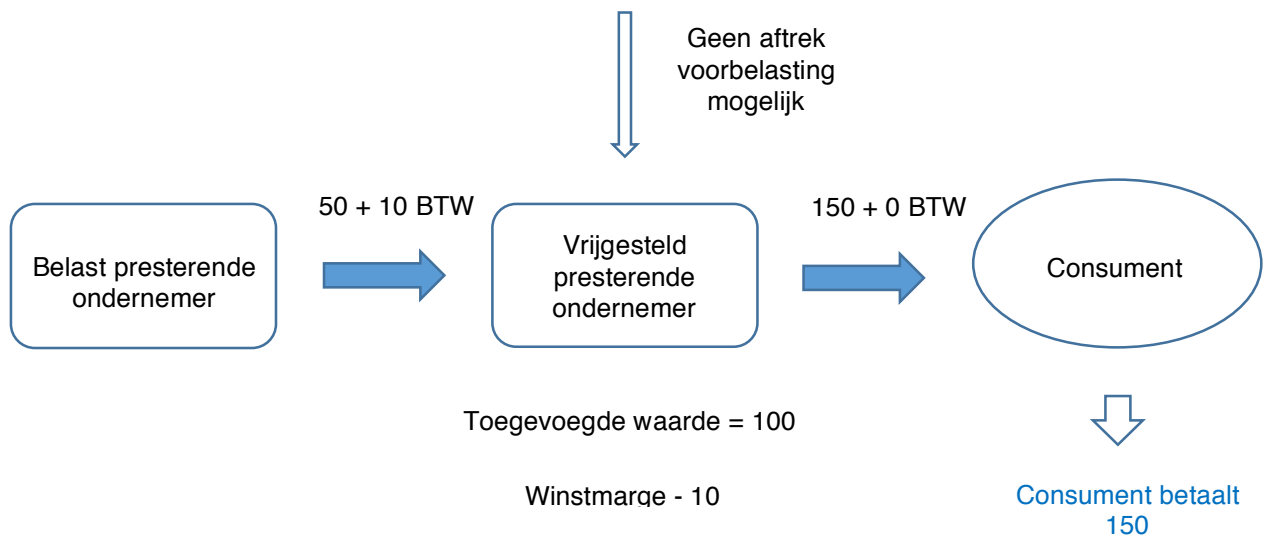 Geen aftrek
voorbelasting
mogelijk
50 + 10 BTW
150 + 0 BTW
Belast presterende
ondernemer
Vrijgesteld
presterende
ondernemer
Consument
Toegevoegde waarde = 100
Winstmarge - 10
Consument betaalt
150